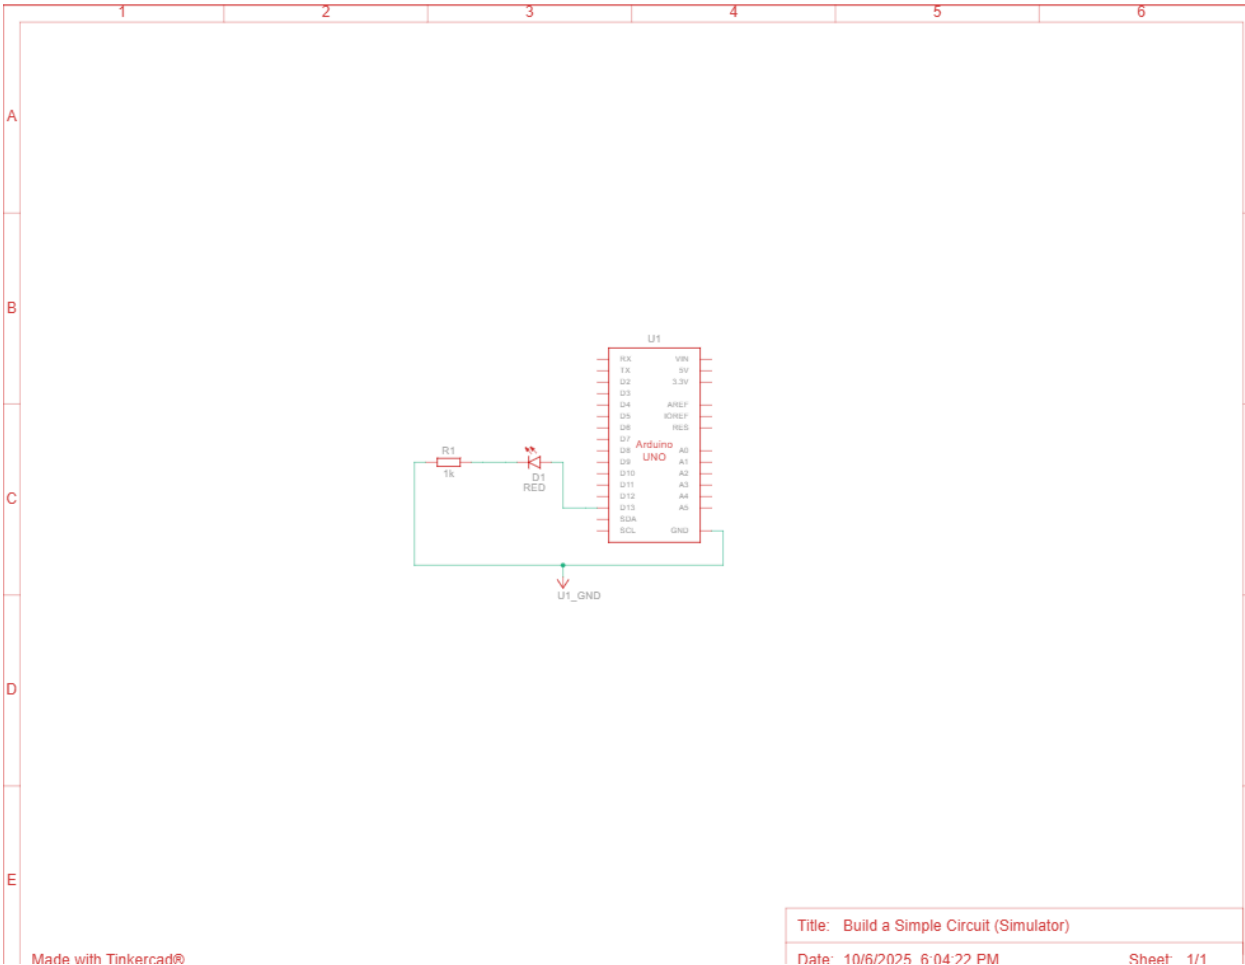 1 2 3 4 5 6
A
B
C
D
E
U1
RX VIN
TX 5V
D2 3.3V
D3
D4 AREF
D5 IOREF
D6 RES
D7
Arduino
UNO
D8 A0
D9 A1
D10 A2
D11 A3
D12 A4
D13 A5
SDA
SCL GND
R1
1k
D1
RED
U1_GND
Title: Build a Simple Circuit (Simulator)
Made with Tinkercad®
Date: 10/6/2025, 6:04:22 PM Sheet: 1/1